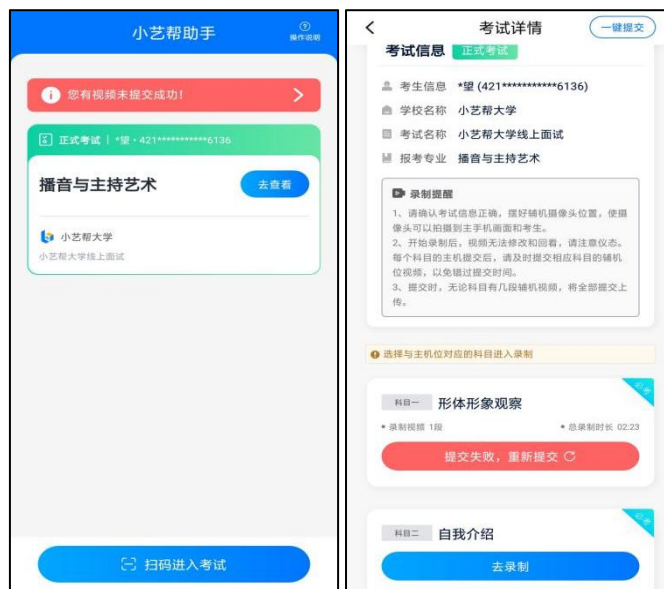 小艺帮助手
操作说明
您有视频未提交成功!
正式考试 | *望·421***********6136
播音与主持艺术
去查看
小艺帮大学
小艺帮大学线上面试
扫码进入考试
考试详情
一键提交
考试信息 正式考试
考生信息 *望 (421***********6136)
学校名称 小艺帮大学
考试名称 小艺帮大学线上面试
报考专业 播音与主持艺术
录制提醒
1、请确认考试信息正确，摆好辅机摄像头位置，使摄
像头可以拍摄到主手机画面和考生。
2、开始录制后，视频无法修改和回看，请注意仪态。
每个科目的主机提交后，请及时提交相应科目的辅机
位视频，以免错过提交时间。
3、提交时，无论科目有几段辅机视频，将全部提交上
传。
选择与主机位对应的科目进入录制
科目一 形体形象观察
录制视频 1段
总录制时长 02:23
提交失败，重新提交
科目二 自我介绍
去录制